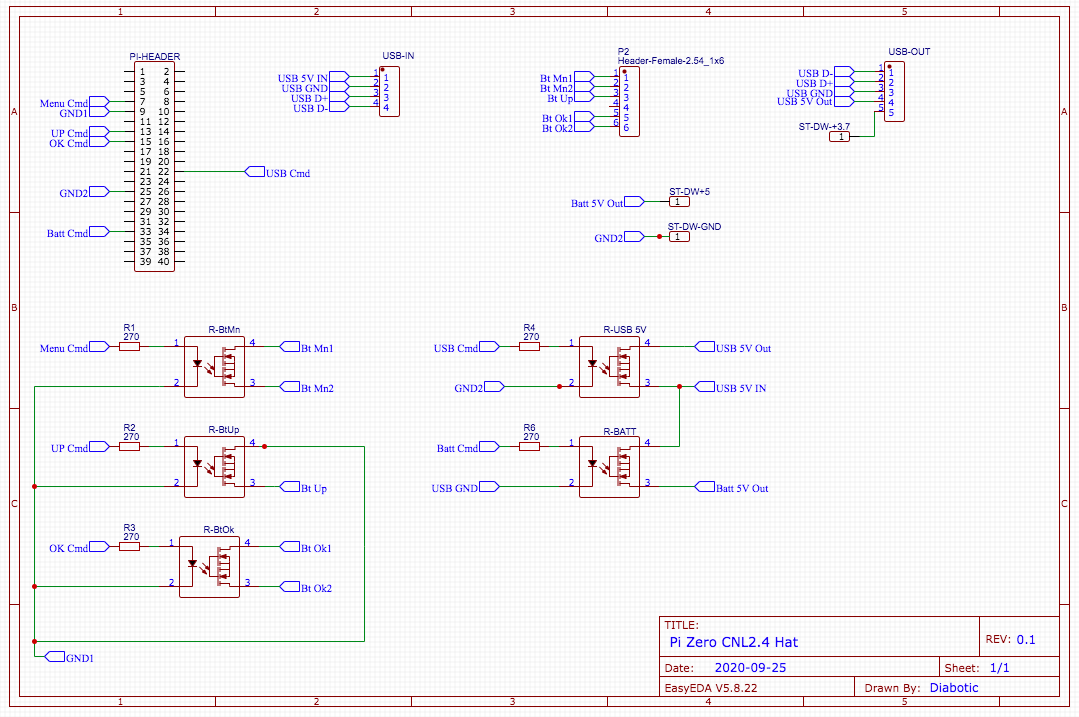 1 2 3 4 5
A A
B B
C C
PI-HEADER
1 2
3 4
5 6
7 8
9 10
11 12
13 14
15 16
17 18
19 20
21 22
23 24
25 26
27 28
29 30
31 32
33 34
35 36
37 38
39 40
Menu Cmd
GND1
UP Cmd
OK Cmd
GND2
Batt Cmd
USB Cmd
USB-IN
USB 5V IN 1 1
USB GND 2 2
USB D+ 3 3
USB D- 4 4
P2
Header-Female-2.54_1x6
Bt Mn1 1 1
Bt Mn2 2 2
Bt Up 3 3
4 4
Bt Ok1 5 5
Bt Ok2 6 6
USB-OUT
USB D- 1 1
USB D+ 2 2
USB GND 3 3
USB 5V Out 4 4
5 5
ST-DW-+3.7
1
ST-DW+5
Batt 5V Out 1
ST-DW-GND
GND2 1
R1
270
R-BtMn
Menu Cmd 1 4 Bt Mn1
2 3 Bt Mn2
R2
270
R-BtUp
UP Cmd 1 4
2 3 Bt Up
R3
270
R-BtOk
OK Cmd 1 4 Bt Ok1
2 3 Bt Ok2
GND1
R4
270
R-USB 5V
USB Cmd 1 4 USB 5V Out
GND2 2 3 USB 5V IN
R6
270
R-BATT
Batt Cmd 1 4
USB GND 2 3 Batt 5V Out
TITLE:
Pi Zero CNL2.4 Hat
REV: 0.1
Date: 2020-09-25
Sheet: 1/1
EasyEDA V5.8.22
Drawn By: Diabotic
1 2 3 4 5